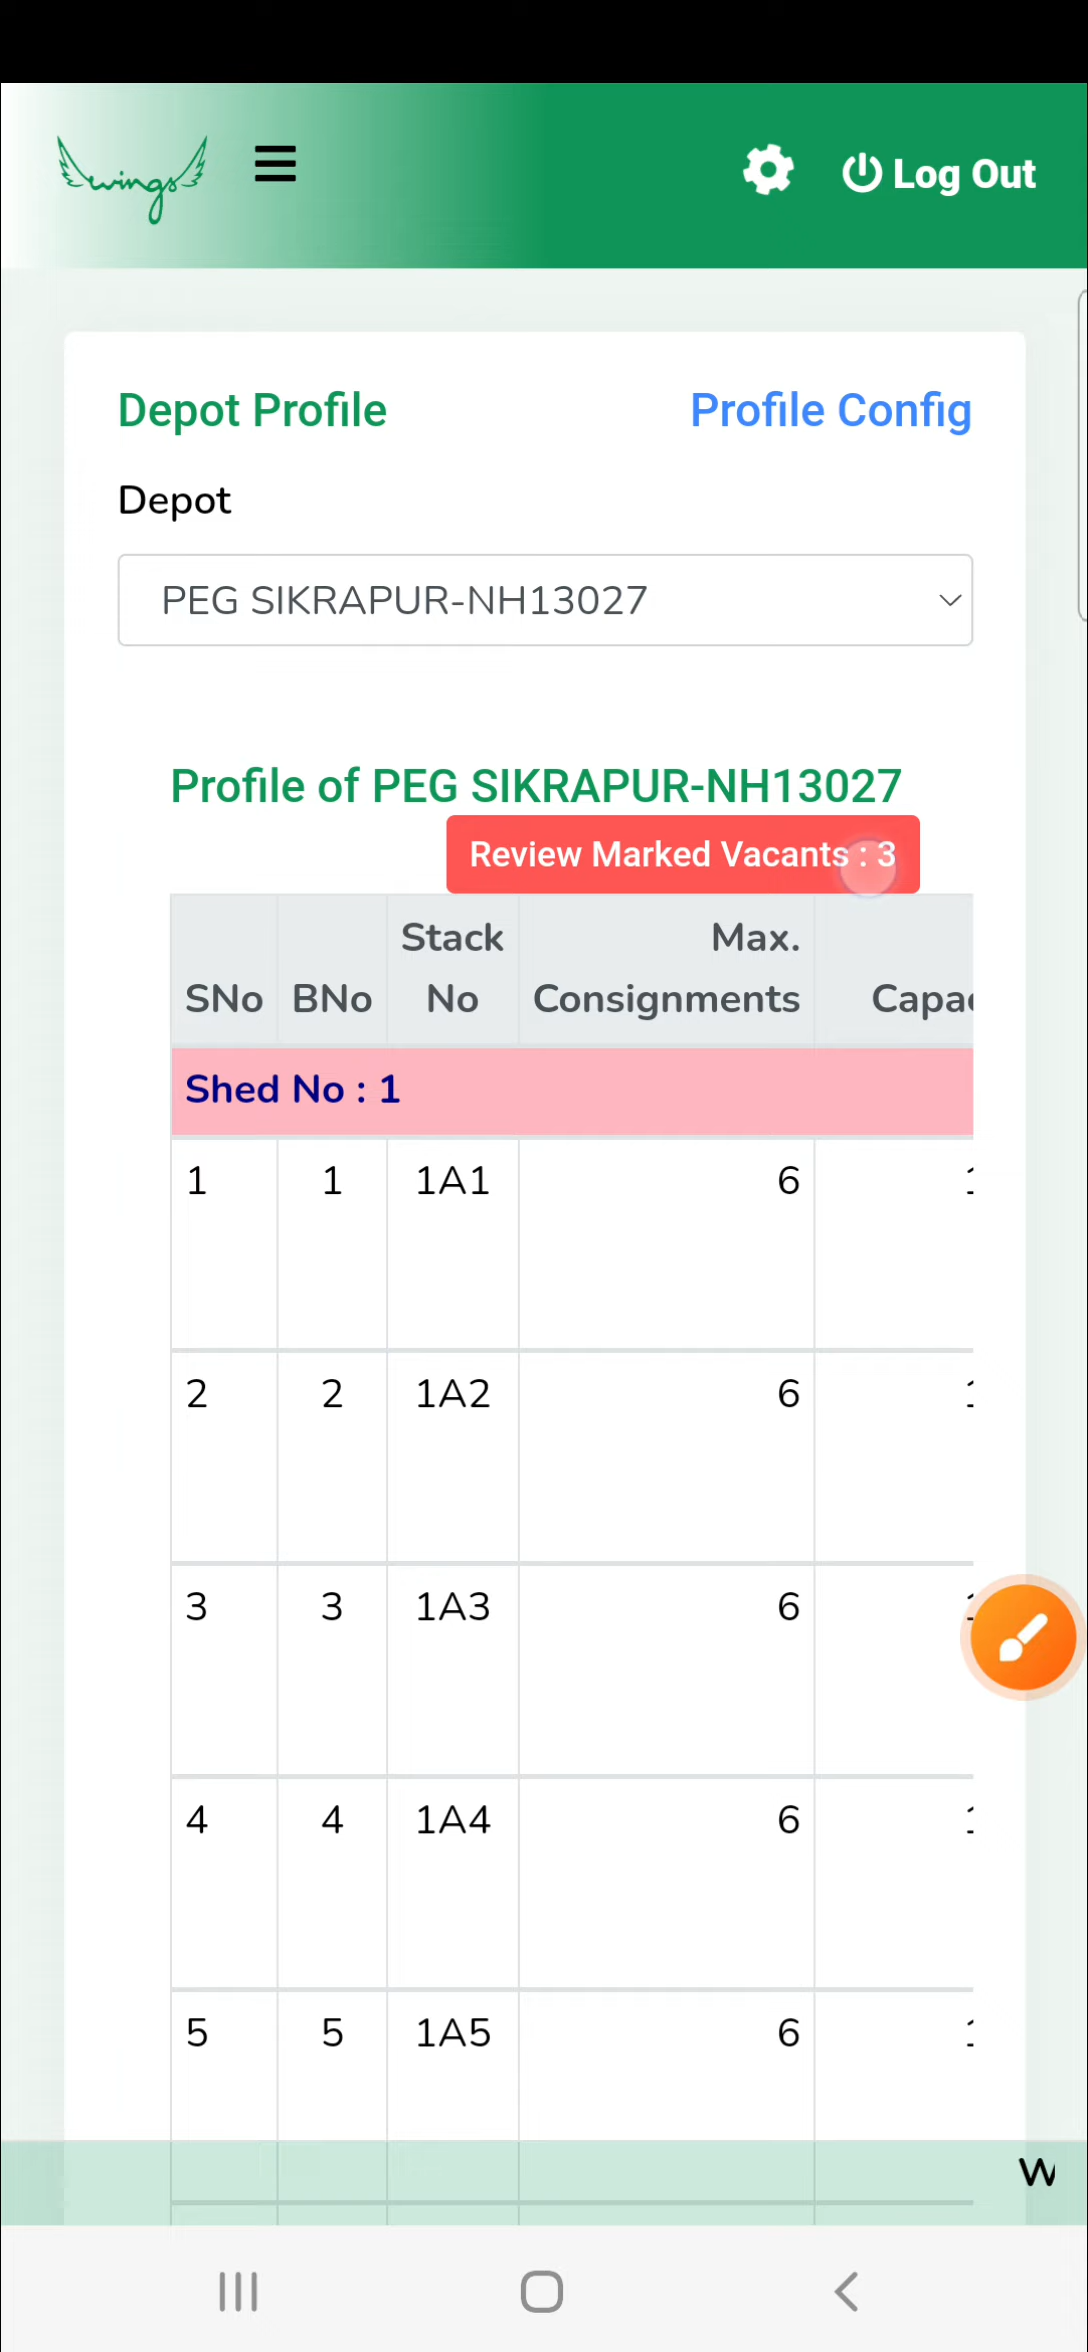 wings
Log Out
Depot Profile
Profile Config
Depot
PEG SIKRAPUR-NH13027
Profile of PEG SIKRAPUR-NH13027
Review Marked Vacants : 3
SNo BNo Stack No Max. Consignments
Shed No : 1
1 1 1A1 6
2 2 1A2 6
3 3 1A3 6
4 4 1A4 6
5 5 1A5 6
W